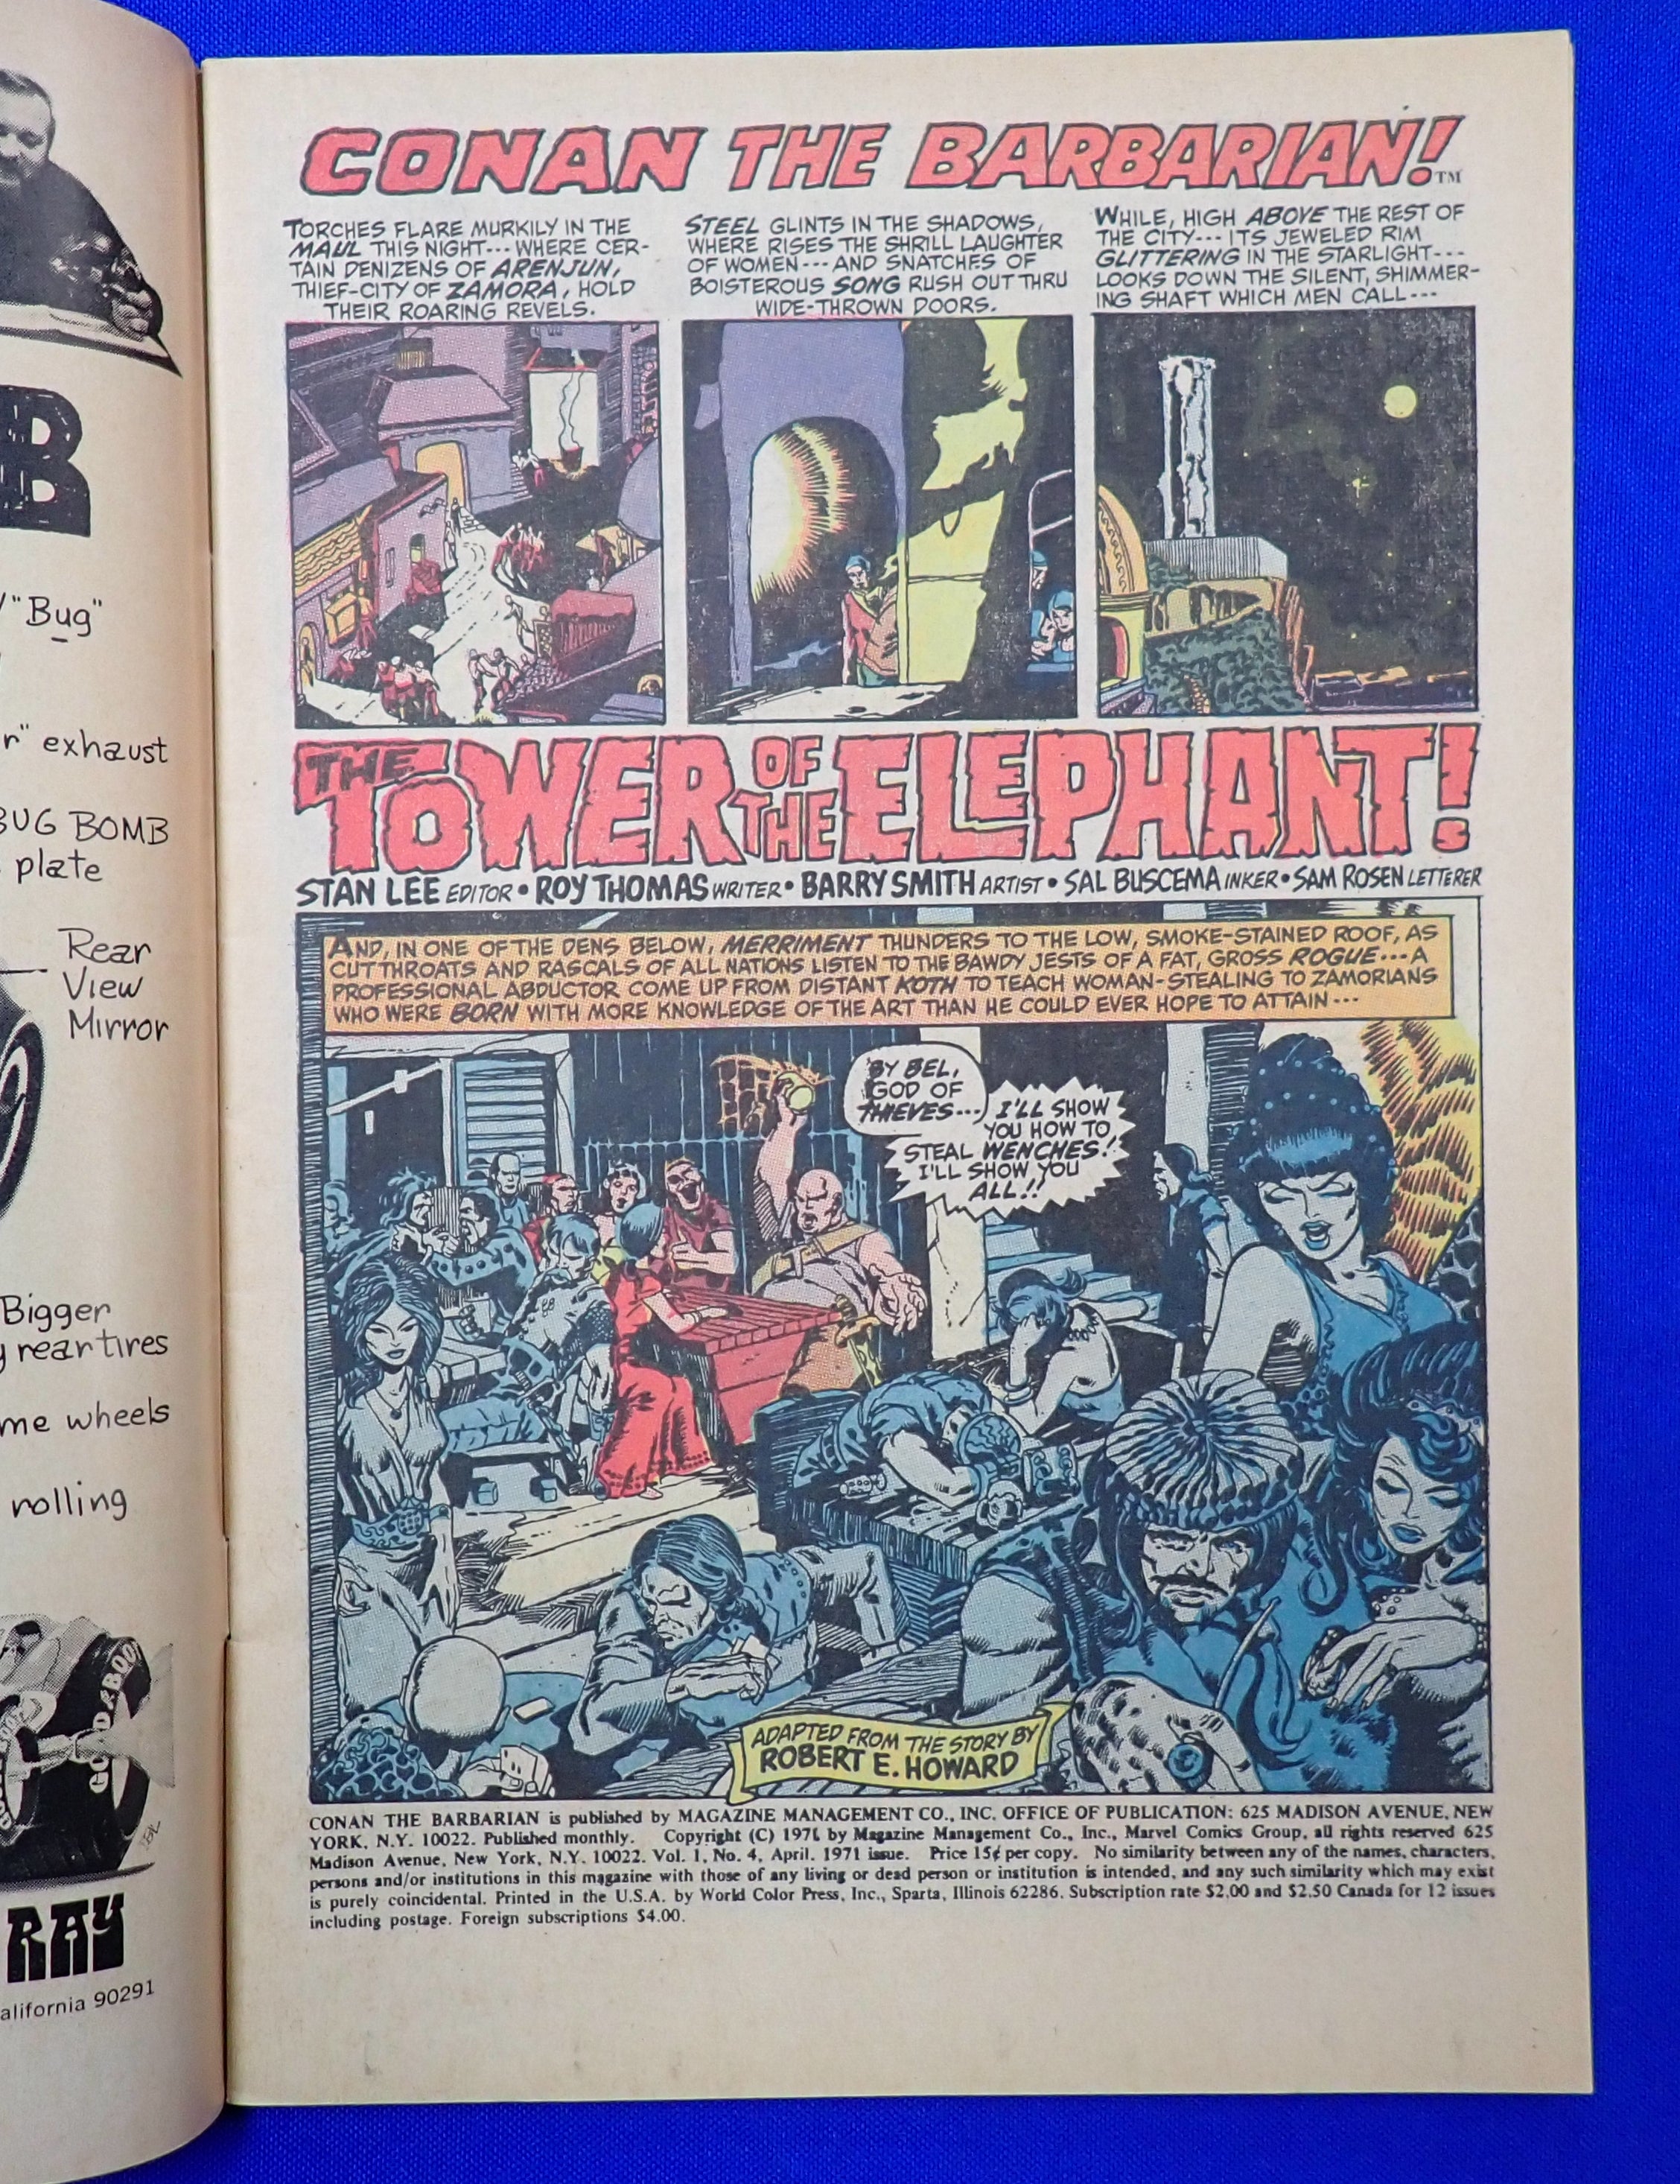 B
"Bug"
exhaust
BUG BOMB
plate
Rear
View
Mirror
Bigger
rear tires
wheels
rolling
RAY
90291
CONAN THE BARBARIAN!™
TORCHES FLARE MURKILY IN THE
MAUL THIS NIGHT--- WHERE CER-
TAIN DENIZENS OF ARENJUN,
THIEF-CITY OF ZAMORA, HOLD
THEIR ROARING REVELS.
STEEL GLINTS IN THE SHADOWS,
WHERE RISES THE SHRILL LAUGHTER
OF WOMEN---AND SNATCHES OF
BOISTEROUS SONG RUSH OUT THRU
WIDE-THROWN DOORS.
WHILE, HIGH ABOVE THE REST OF
THE CITY--- ITS JEWELED RIM
GLITTERING IN THE STARLIGHT---
LOOKS DOWN THE SILENT, SHIMMER-
ING SHAFT WHICH MEN CALL---
THE TOWER OF THE ELEPHANT!
STAN LEE EDITOR • ROY THOMAS WRITER • BARRY SMITH ARTIST • SAL BUSCEMA INKER • SAM ROSEN LETTERER
AND, IN ONE OF THE DENS BELOW, MERRIMENT THUNDERS TO THE LOW, SMOKE-STAINED ROOF, AS
CUTTHROATS AND RASCALS OF ALL NATIONS LISTEN TO THE BAWDY JESTS OF A FAT, GROSS ROGUE---A
PROFESSIONAL ABDUCTOR COME UP FROM DISTANT KOTH TO TEACH WOMAN-STEALING TO ZAMORIANS
WHO WERE BORN WITH MORE KNOWLEDGE OF THE ART THAN HE COULD EVER HOPE TO ATTAIN---
BY BEL,
GOD OF
THIEVES---
I'LL SHOW
YOU HOW TO
STEAL WENCHES!
I'LL SHOW YOU
ALL!!
ADAPTED FROM THE STORY BY
ROBERT E. HOWARD
CONAN THE BARBARIAN is published by MAGAZINE MANAGEMENT CO., INC. OFFICE OF PUBLICATION: 625 MADISON AVENUE, NEW
YORK, N.Y. 10022. Published monthly. Copyright (C) 1971 by Magazine Management Co., Inc., Marvel Comics Group, all rights reserved 625
Madison Avenue, New York, N.Y. 10022. Vol. 1, No. 4, April, 1971 issue. Price 15¢ per copy. No similarity between any of the names, characters,
persons and/or institutions in this magazine with those of any living or dead person or institution is intended, and any such similarity which may exist
is purely coincidental. Printed in the U.S.A. by World Color Press, Inc., Sparta, Illinois 62286. Subscription rate $2.00 and $2.50 Canada for 12 issues
including postage. Foreign subscriptions $4.00.